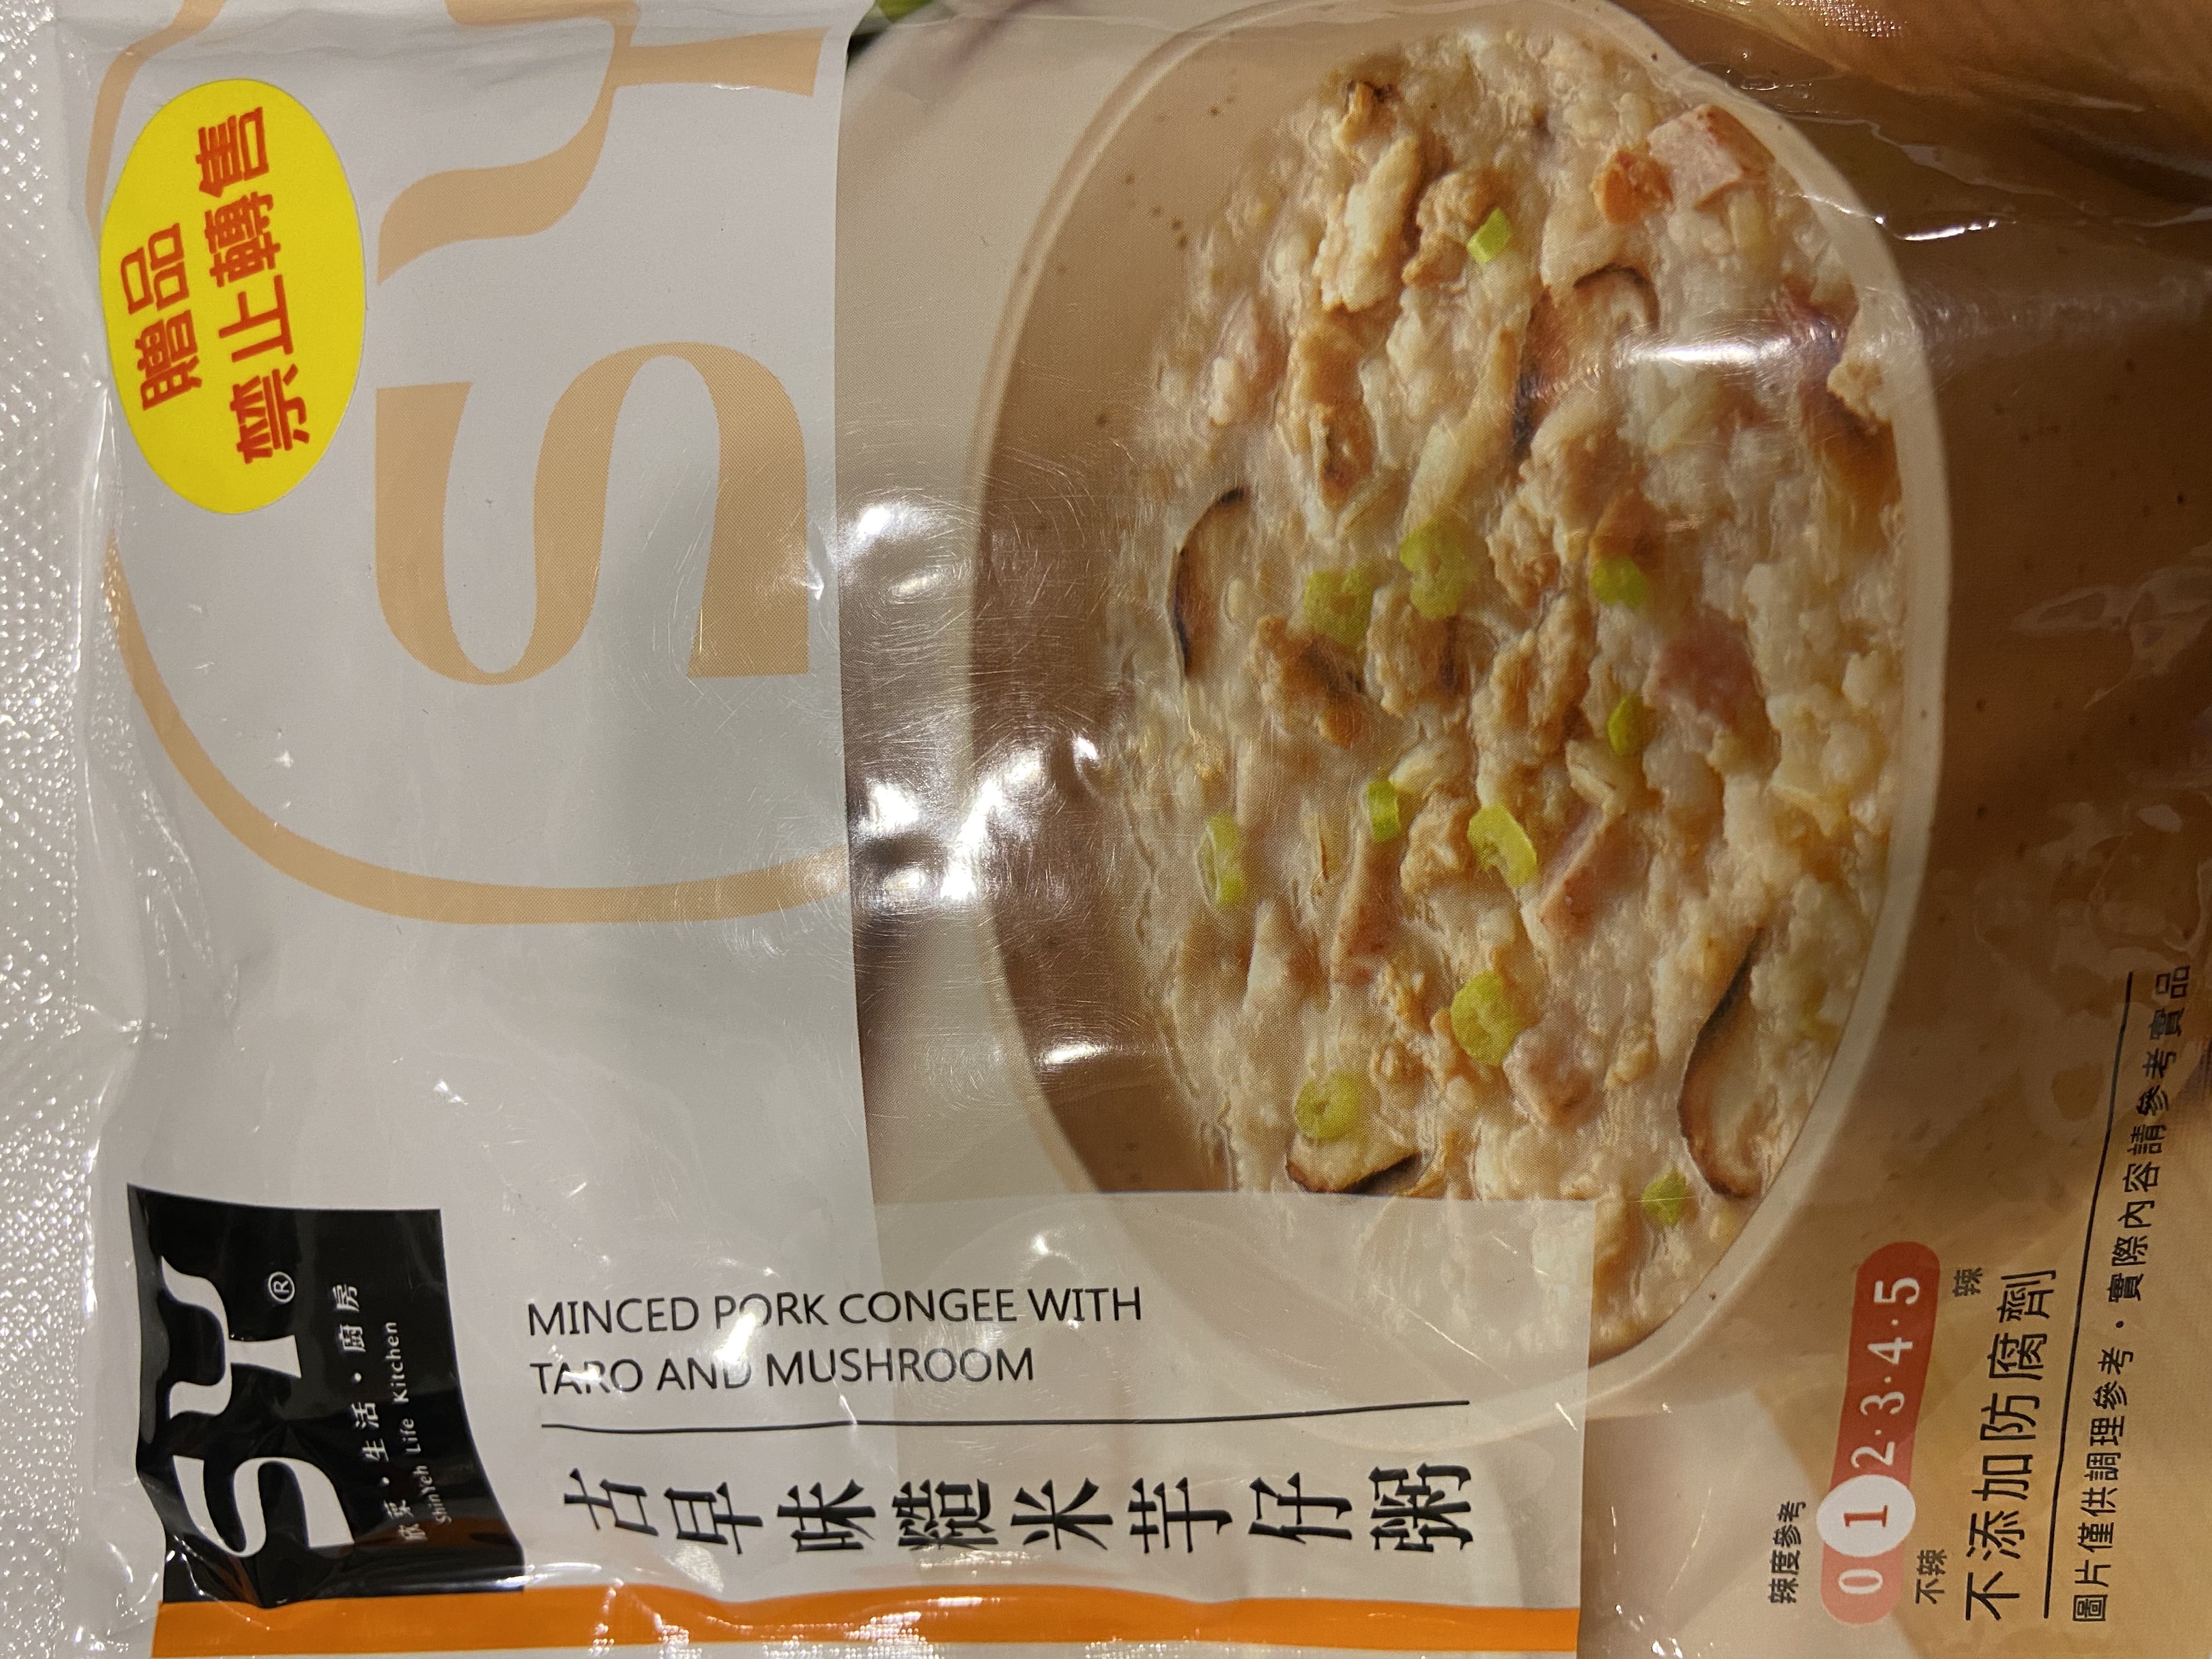 SY®
欣葉・生活・廚房
ShinYeh Life Kitchen
贈品
禁止轉售
SY
古早味糙米芋仔粥
MINCED PORK CONGEE WITH
TARO AND MUSHROOM
辣度參考
0 1 2·3·4·5
不辣 辣
不添加防腐劑
圖片僅供調理參考・實際內容請參考實品